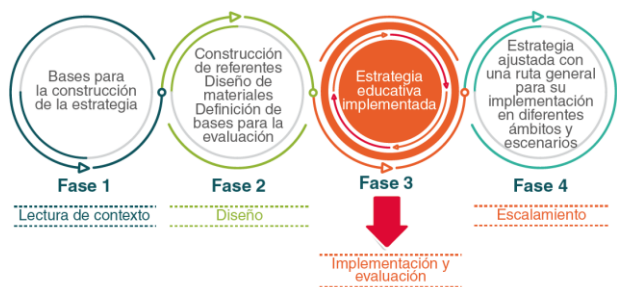 Bases para
la construcción
de la estrategia
Construcción
de referentes
Diseño de
materiales
Definición de
bases para la
evaluación
Estrategia
educativa
implementada
Estrategia
ajustada con
una ruta general
para su
implementación
en diferentes
ámbitos y
escenarios
Fase 1
Fase 2
Fase 3
Fase 4
Lectura de contexto
Diseño
Escalamiento
Implementación y
evaluación